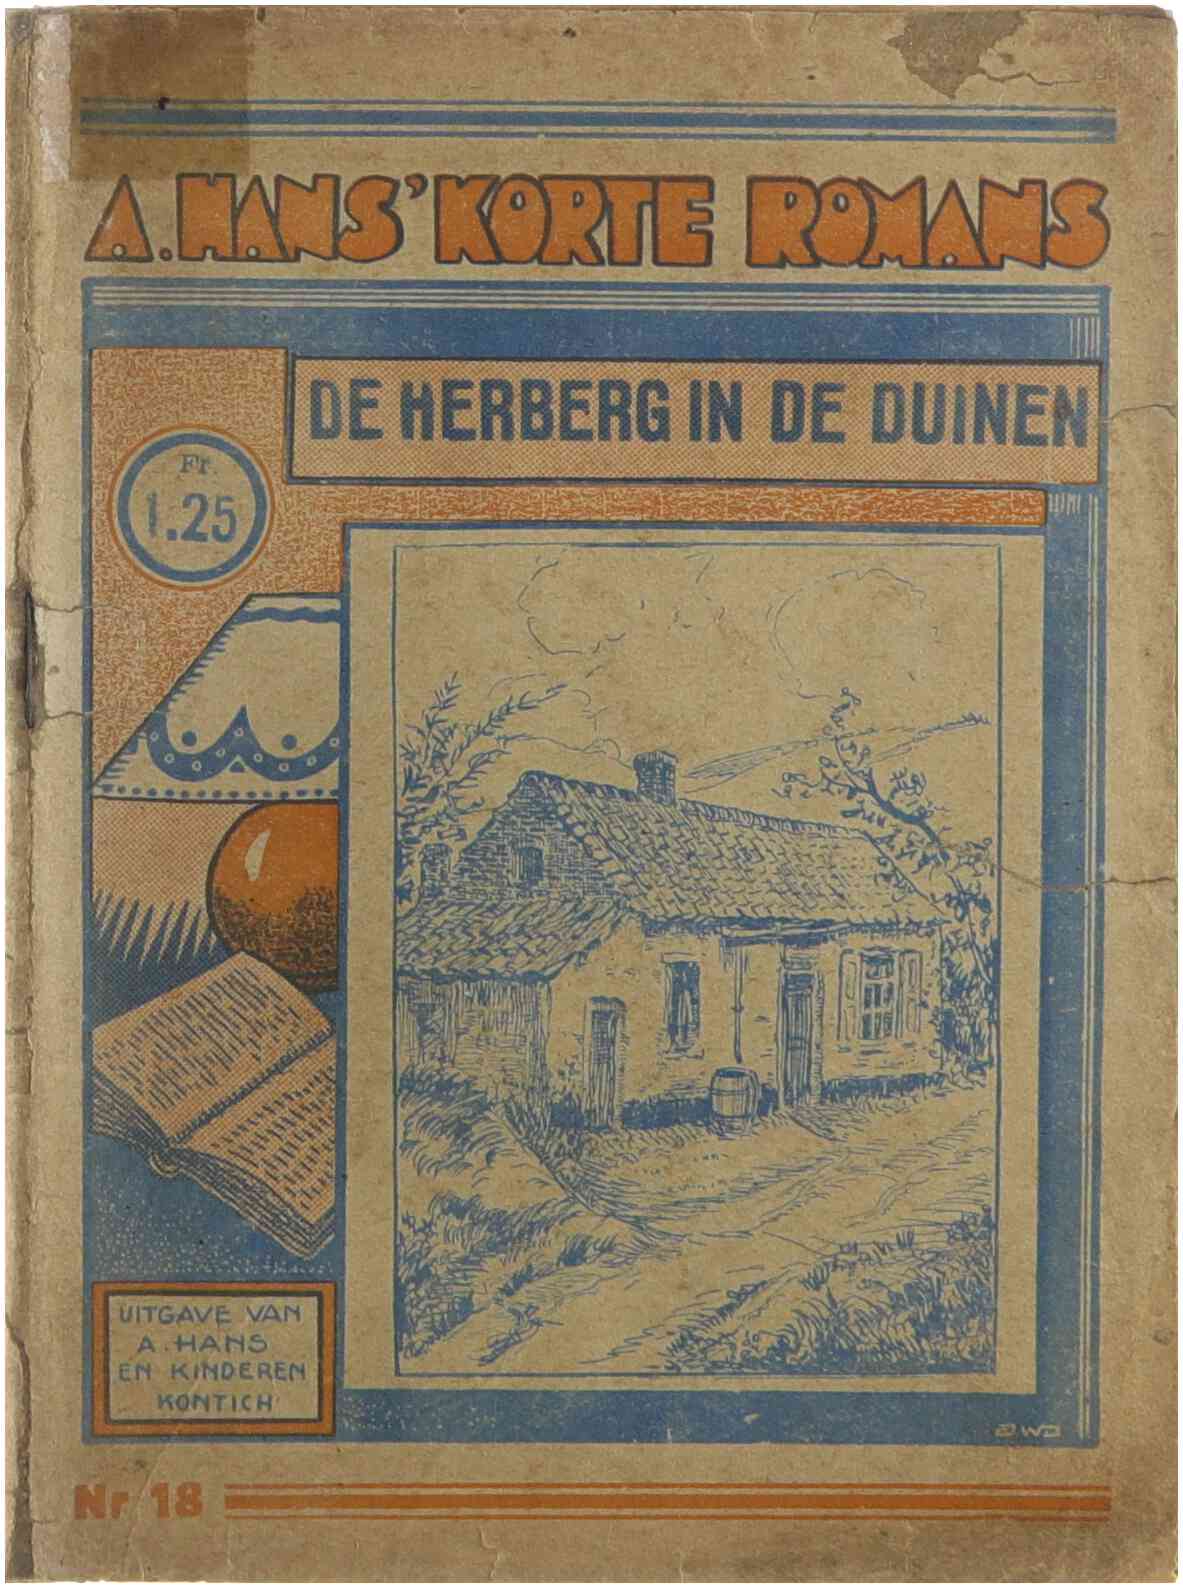 A. HANS' KORTE ROMANS
DE HERBERG IN DE DUINEN
Fr.
1.25
UITGAVE VAN
A. HANS
EN KINDEREN
KONTICH
Nr 18